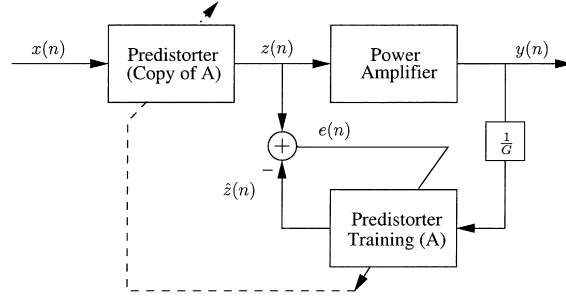 x(n)
Predistorter
(Copy of A)
z(n)
Power
Amplifier
y(n)
+
e(n)
1/G
−
ẑ(n)
Predistorter
Training (A)